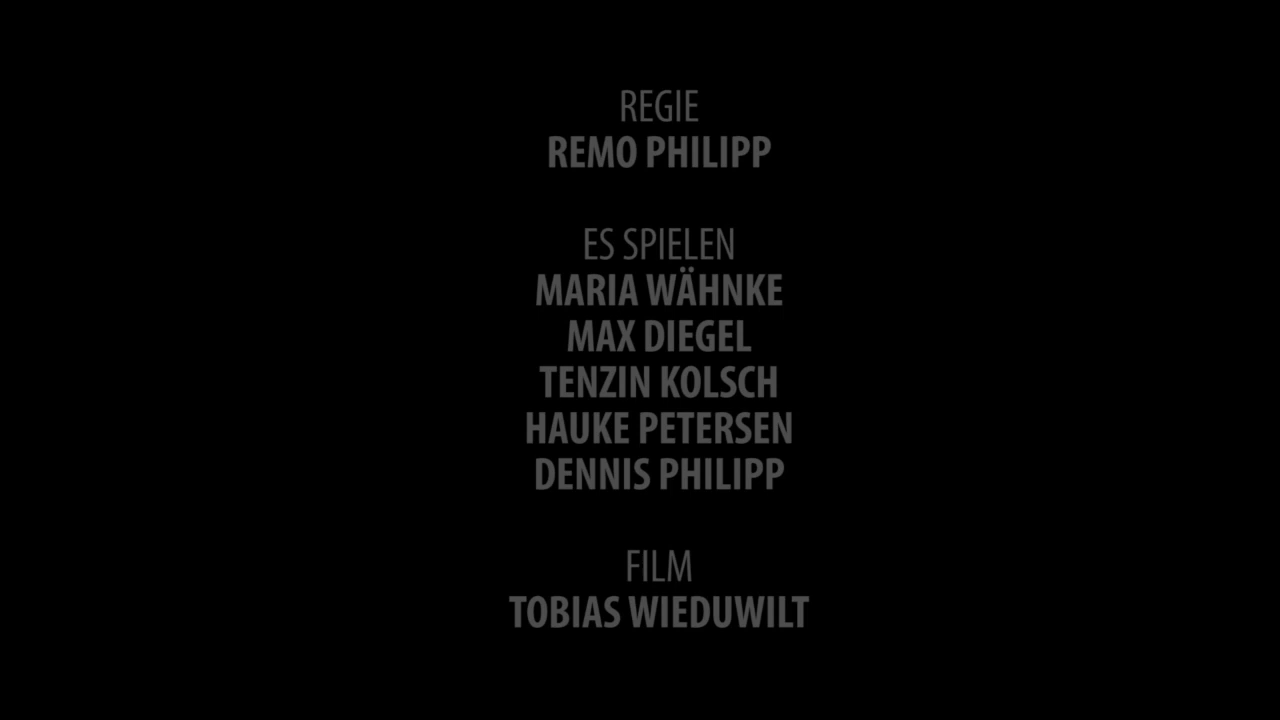 REGIE
REMO PHILIPP
ES SPIELEN
MARIA WÄHNKE
MAX DIEGEL
TENZIN KOLSCH
HAUKE PETERSEN
DENNIS PHILIPP
FILM
TOBIAS WIEDUWILT